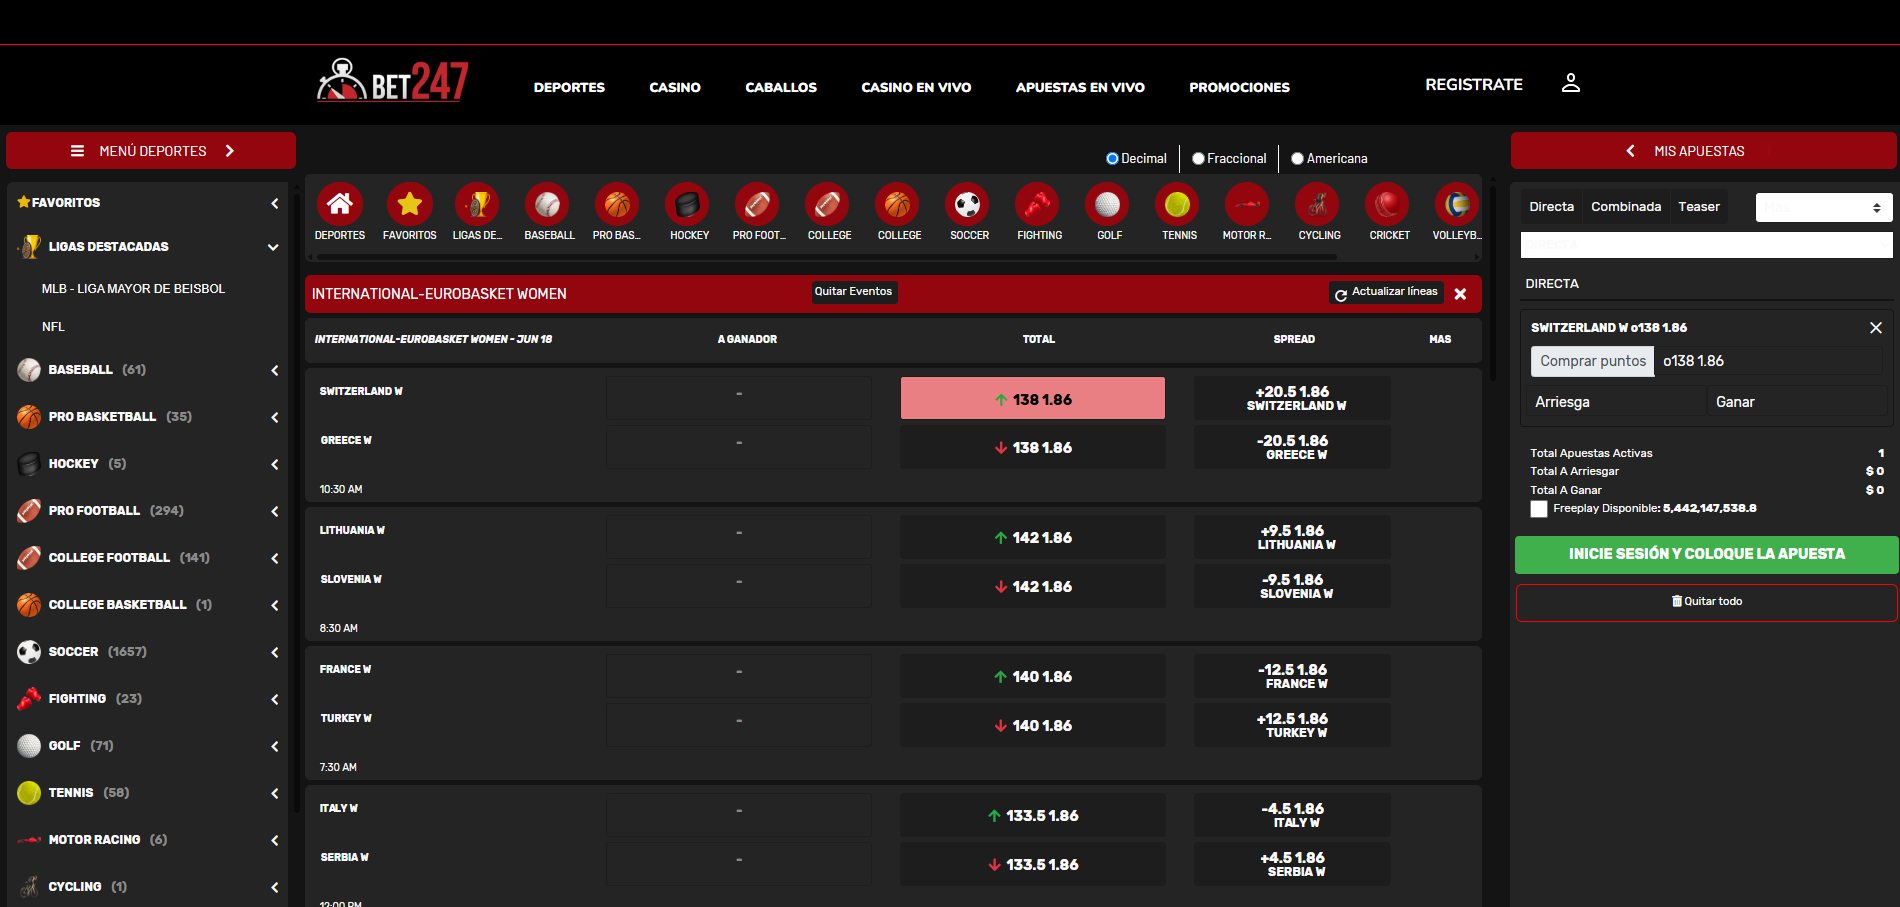 BET247
DEPORTES
CASINO
CABALLOS
CASINO EN VIVO
APUESTAS EN VIVO
PROMOCIONES
REGISTRATE
MENÚ DEPORTES
Decimal
Fraccional
Americana
MIS APUESTAS
FAVORITOS
LIGAS DESTACADAS
MLB - LIGA MAYOR DE BEISBOL
NFL
BASEBALL (61)
PRO BASKETBALL (35)
HOCKEY (5)
PRO FOOTBALL (294)
COLLEGE FOOTBALL (141)
COLLEGE BASKETBALL (1)
SOCCER (1657)
FIGHTING (23)
GOLF (71)
TENNIS (58)
MOTOR RACING (6)
CYCLING (1)
DEPORTES
FAVORITOS
LIGAS DE...
BASEBALL
PRO BAS...
HOCKEY
PRO FOOT...
COLLEGE
COLLEGE
SOCCER
FIGHTING
GOLF
TENNIS
MOTOR R...
CYCLING
CRICKET
VOLLEYB...
INTERNATIONAL-EUROBASKET WOMEN
Quitar Eventos
Actualizar líneas
INTERNATIONAL-EUROBASKET WOMEN - JUN 18
A GANADOR
TOTAL
SPREAD
MAS
SWITZERLAND W
-
138 1.86
+20.5 1.86
SWITZERLAND W
GREECE W
-
138 1.86
-20.5 1.86
GREECE W
10:30 AM
LITHUANIA W
-
142 1.86
+9.5 1.86
LITHUANIA W
SLOVENIA W
-
142 1.86
-9.5 1.86
SLOVENIA W
8:30 AM
FRANCE W
-
140 1.86
-12.5 1.86
FRANCE W
TURKEY W
-
140 1.86
+12.5 1.86
TURKEY W
7:30 AM
ITALY W
-
133.5 1.86
-4.5 1.86
ITALY W
SERBIA W
-
133.5 1.86
+4.5 1.86
SERBIA W
12:00 PM
Directa
Combinada
Teaser
DIRECTA
SWITZERLAND W o138 1.86
Comprar puntos
o138 1.86
Arriesga
Ganar
Total Apuestas Activas 1
Total A Arriesgar $ 0
Total A Ganar $ 0
Freeplay Disponible: 5,442,147,538.8
INICIE SESIÓN Y COLOQUE LA APUESTA
Quitar todo